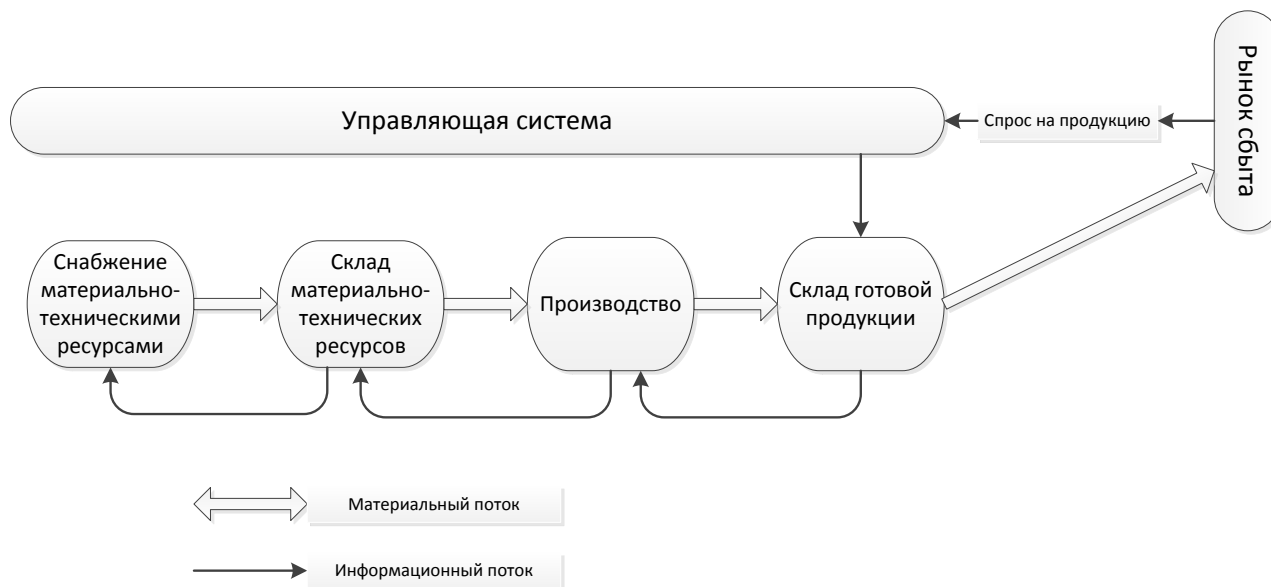 Рынок сбыта
Управляющая система
Спрос на продукцию
Снабжение
материально-
техническими
ресурсами
Склад
материально-
технических
ресурсов
Производство
Склад готовой
продукции
Материальный поток
Информационный поток